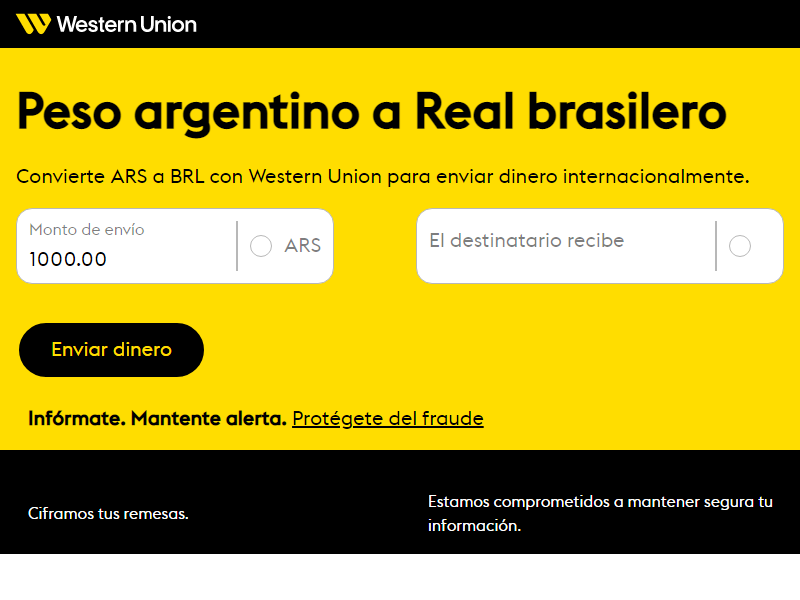 Western Union
Peso argentino a Real brasilero
Convierte ARS a BRL con Western Union para enviar dinero internacionalmente.
Monto de envío
1000.00
ARS
El destinatario recibe
Enviar dinero
Infórmate. Mantente alerta. Protégete del fraude
Ciframos tus remesas.
Estamos comprometidos a mantener segura tu
información.